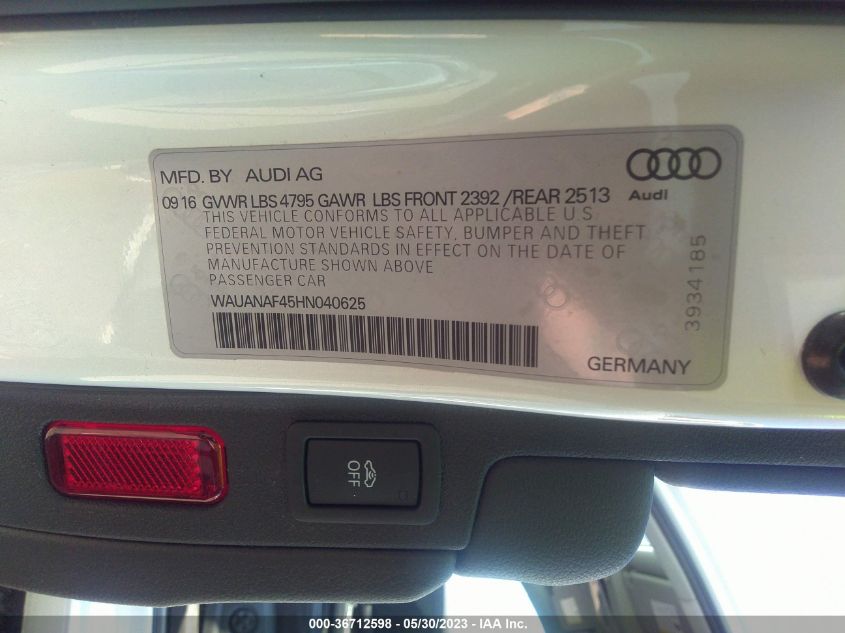 MFD. BY AUDI AG
Audi
09 16 GVWR LBS 4795 GAWR LBS FRONT 2392 /REAR 2513
THIS VEHICLE CONFORMS TO ALL APPLICABLE U.S.
FEDERAL MOTOR VEHICLE SAFETY, BUMPER AND THEFT
PREVENTION STANDARDS IN EFFECT ON THE DATE OF
MANUFACTURE SHOWN ABOVE
PASSENGER CAR
WAUANAF45HN040625
3934185
GERMANY
OFF
000-36712598 - 05/30/2023 - IAA Inc.